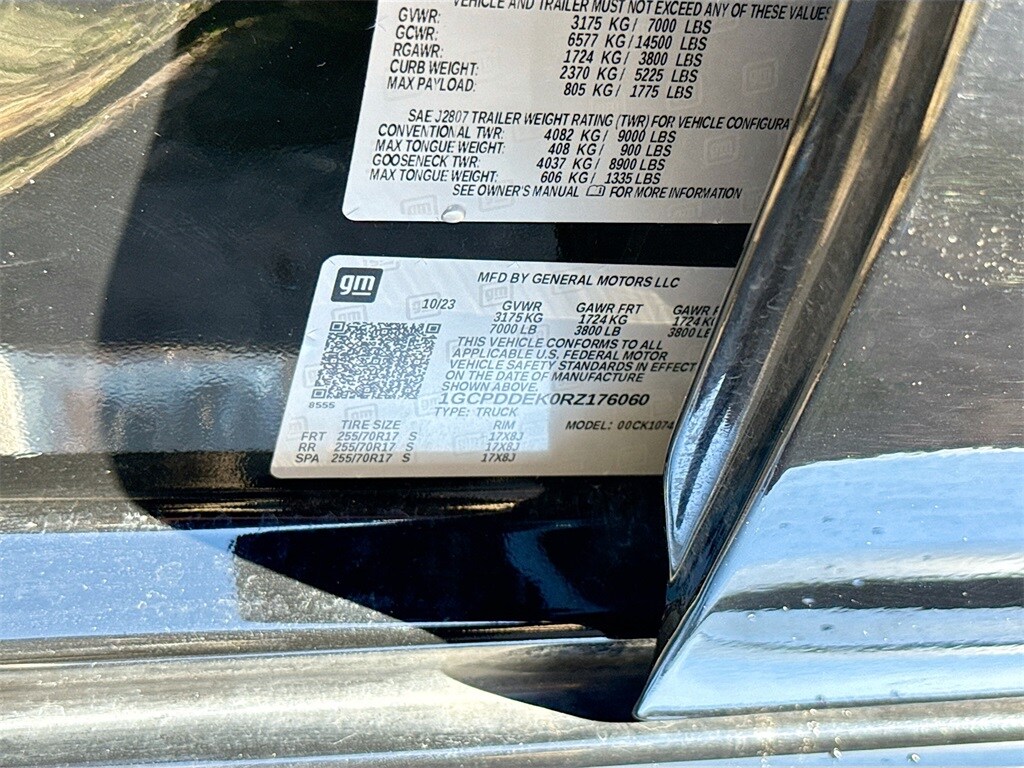 VEHICLE AND TRAILER MUST NOT EXCEED ANY OF THESE VALUES
GVWR: 3175 KG / 7000 LBS
GCWR: 6577 KG / 14500 LBS
RGAWR: 1724 KG / 3800 LBS
CURB WEIGHT: 2370 KG / 5225 LBS
MAX PAYLOAD: 805 KG / 1775 LBS
SAE J2807 TRAILER WEIGHT RATING (TWR) FOR VEHICLE CONFIGURA
CONVENTIONAL TWR: 4082 KG / 9000 LBS
MAX TONGUE WEIGHT: 408 KG / 900 LBS
GOOSENECK TWR: 4037 KG / 8900 LBS
MAX TONGUE WEIGHT: 606 KG / 1335 LBS
SEE OWNER'S MANUAL FOR MORE INFORMATION
gm
MFD BY GENERAL MOTORS LLC
10/23 GVWR GAWR FRT GAWR
3175 KG 1724 KG 1724 K
7000 LB 3800 LB 3800 LB
THIS VEHICLE CONFORMS TO ALL
APPLICABLE U.S. FEDERAL MOTOR
VEHICLE SAFETY STANDARDS IN EFFECT
ON THE DATE OF MANUFACTURE
SHOWN ABOVE.
8555
1GCPDDEK0RZ176060
TYPE: TRUCK
MODEL: 00CK1074
TIRE SIZE RIM
FRT 255/70R17 S 17X8J
RR 255/70R17 S 17X8J
SPA 255/70R17 S 17X8J